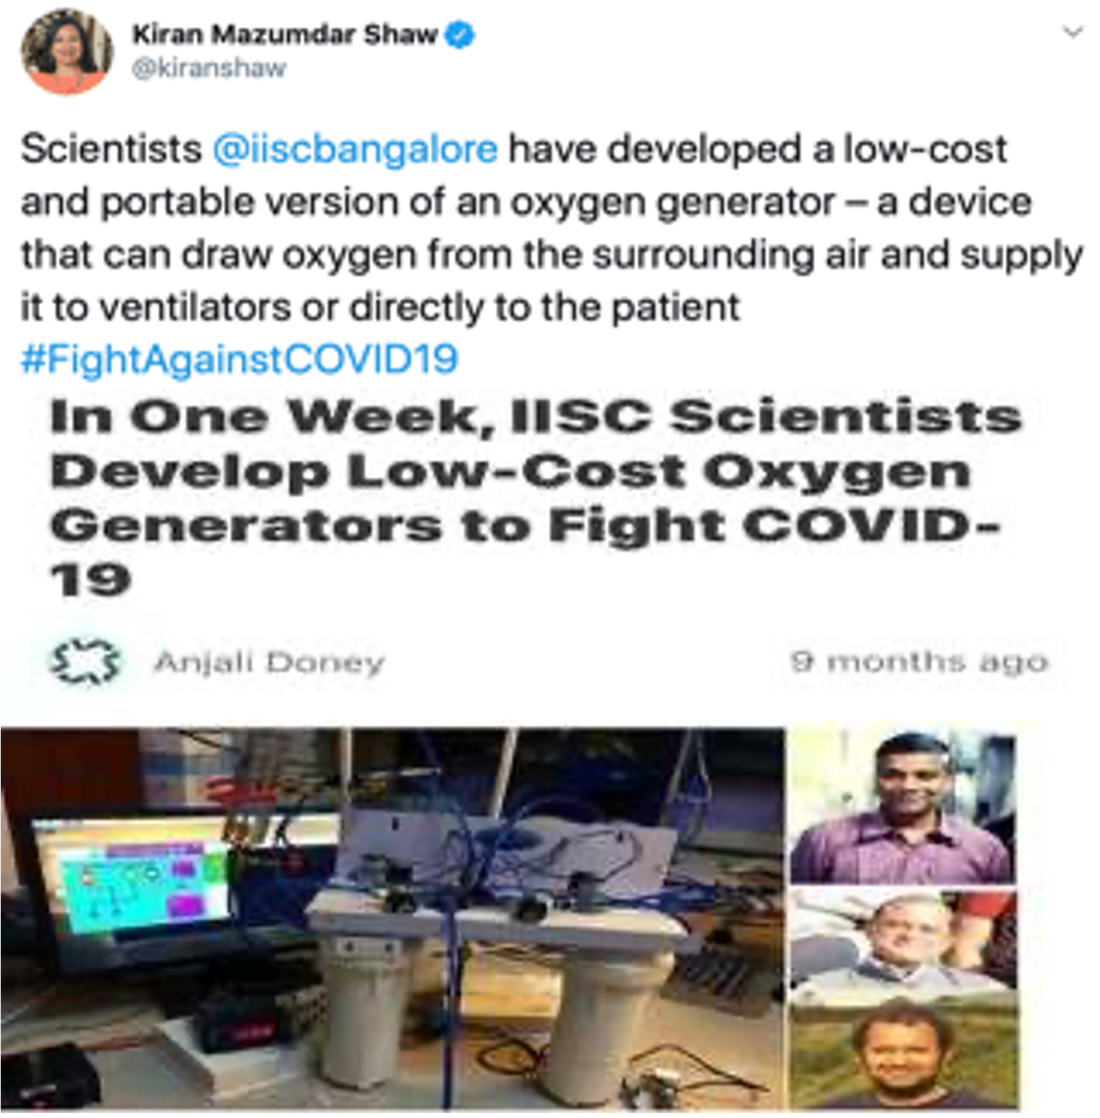 Kiran Mazumdar Shaw
@kiranshaw
Scientists @iiscbangalore have developed a low-cost
and portable version of an oxygen generator – a device
that can draw oxygen from the surrounding air and supply
it to ventilators or directly to the patient
#FightAgainstCOVID19
In One Week, IISC Scientists
Develop Low-Cost Oxygen
Generators to Fight COVID-
19
Anjali Doney
9 months ago